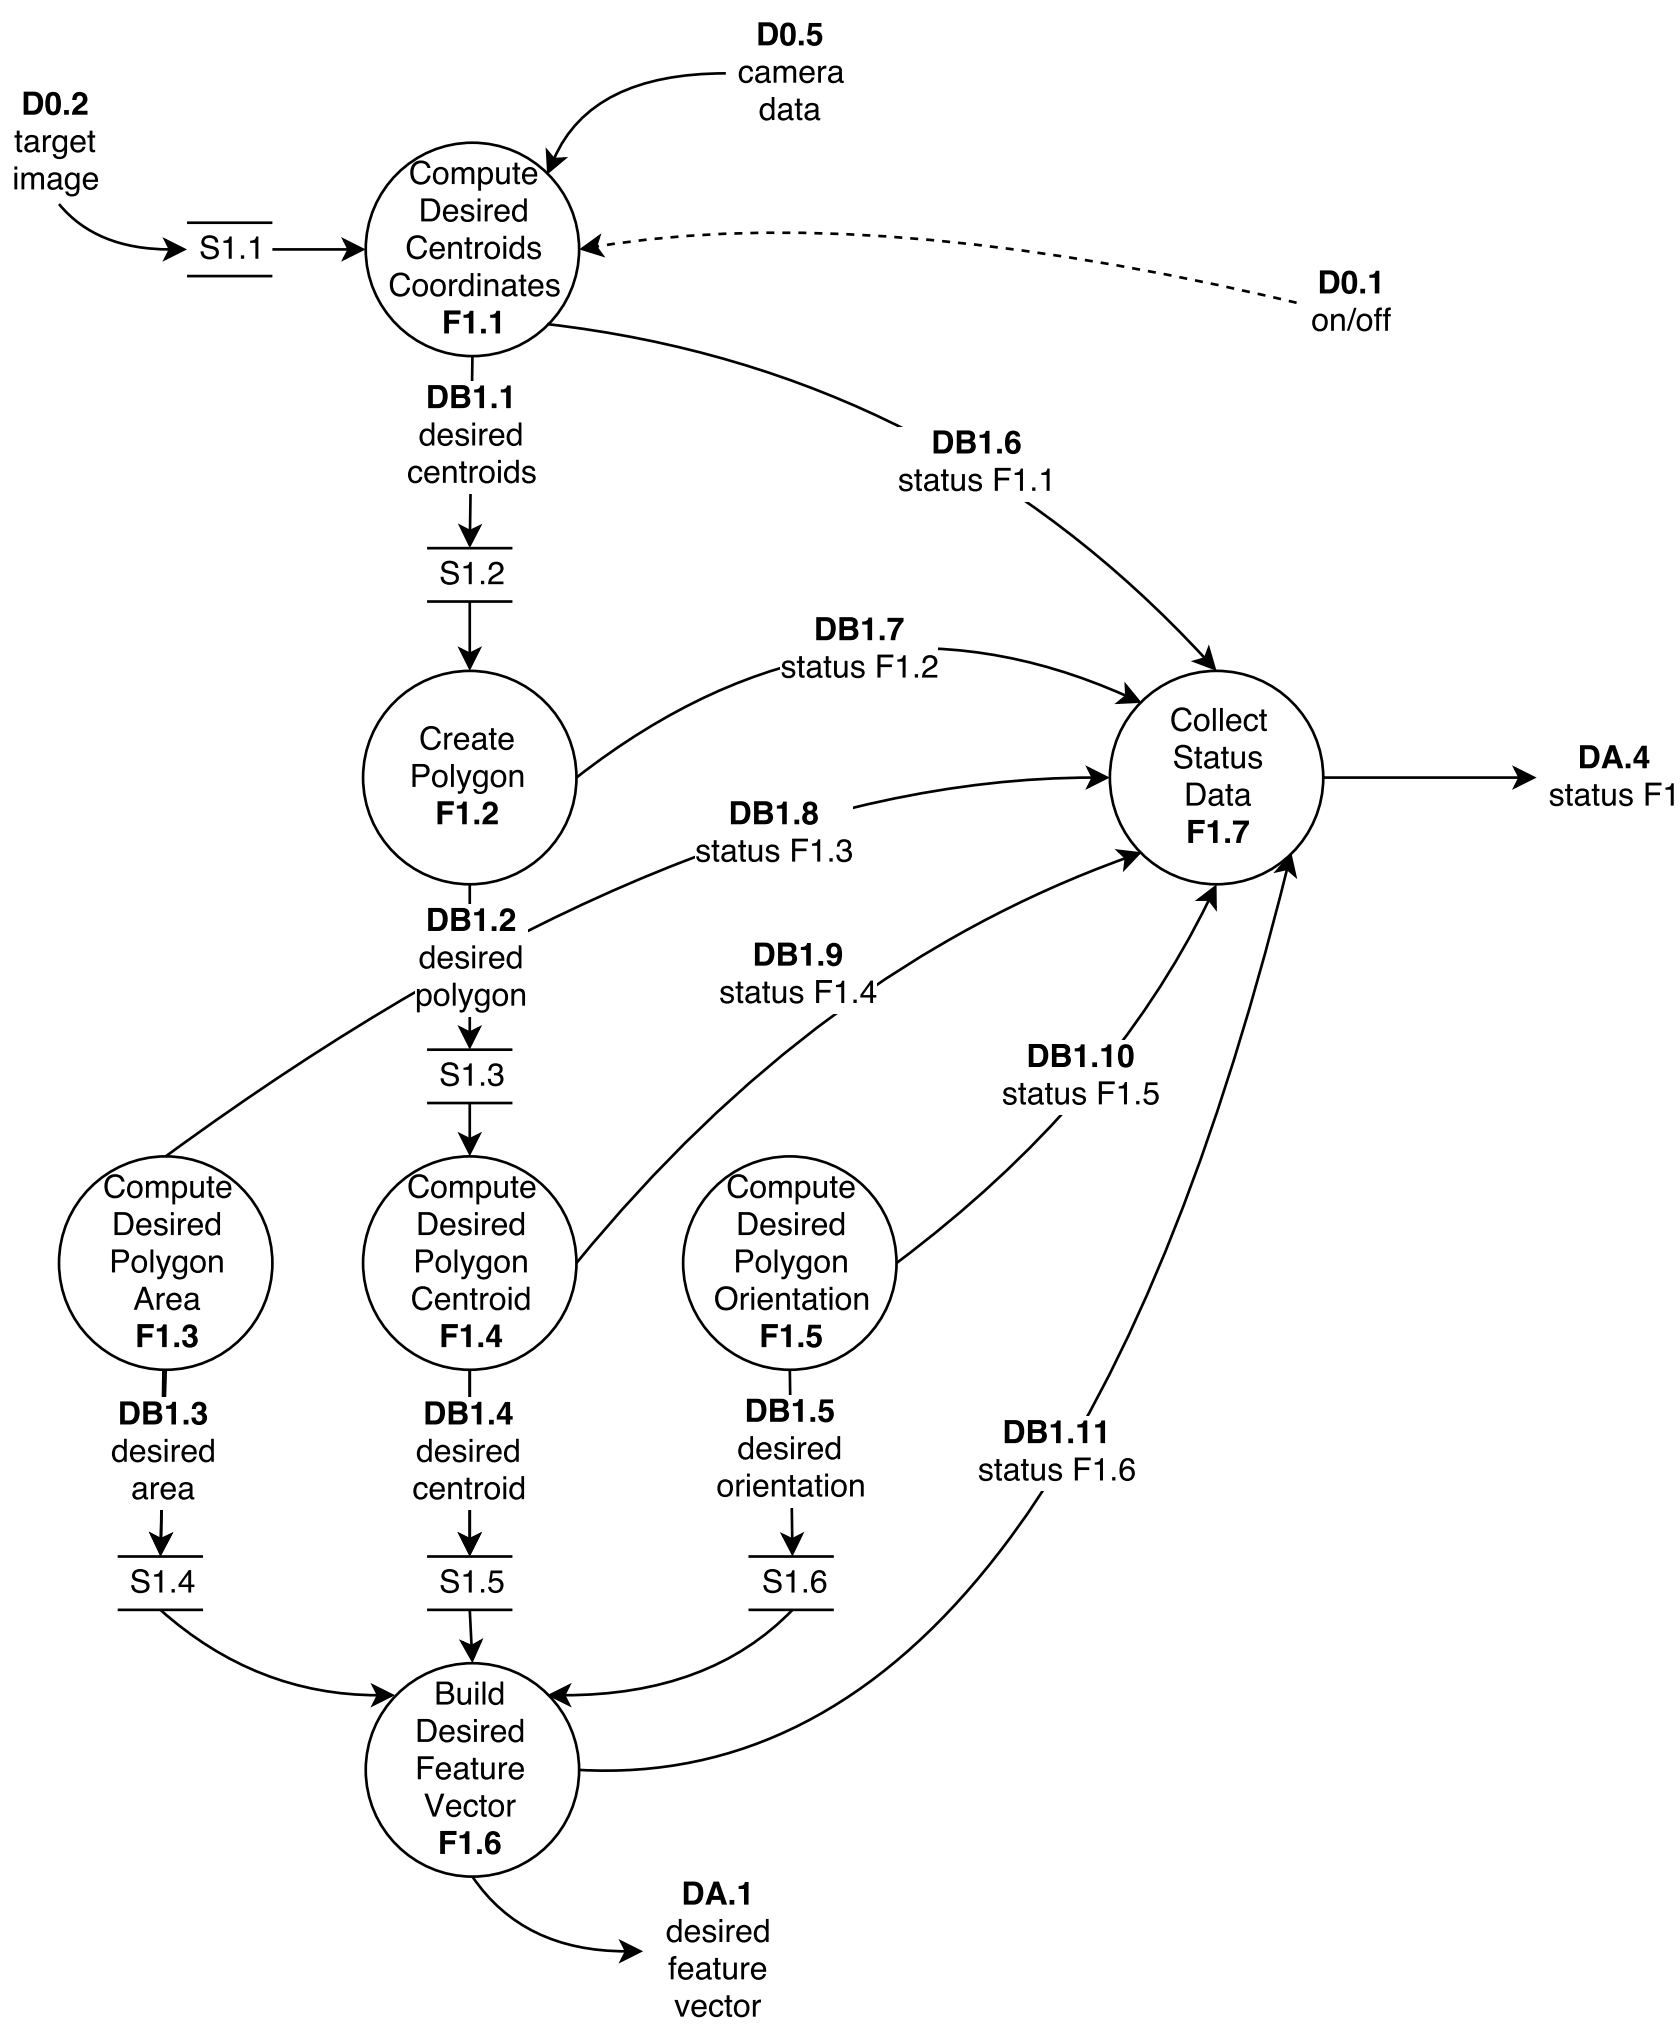 D0.5
camera
data
D0.2
target
image
S1.1
Compute
Desired
Centroids
Coordinates
F1.1
D0.1
on/off
DB1.1
desired
centroids
DB1.6
status F1.1
S1.2
DB1.7
status F1.2
Create
Polygon
F1.2
Collect
Status
Data
F1.7
DA.4
status F1
DB1.8
status F1.3
DB1.2
desired
polygon
DB1.9
status F1.4
S1.3
DB1.10
status F1.5
Compute
Desired
Polygon
Area
F1.3
Compute
Desired
Polygon
Centroid
F1.4
Compute
Desired
Polygon
Orientation
F1.5
DB1.3
desired
area
DB1.4
desired
centroid
DB1.5
desired
orientation
DB1.11
status F1.6
S1.4
S1.5
S1.6
Build
Desired
Feature
Vector
F1.6
DA.1
desired
feature
vector